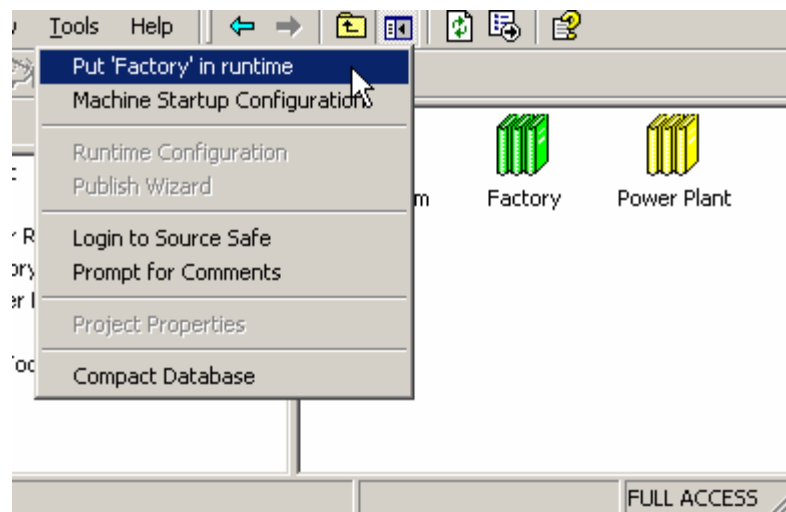 Tools Help
Put 'Factory' in runtime
Machine Startup Configuration
Runtime Configuration
Publish Wizard
Factory Power Plant
Login to Source Safe
Prompt for Comments
Project Properties
Compact Database
FULL ACCESS